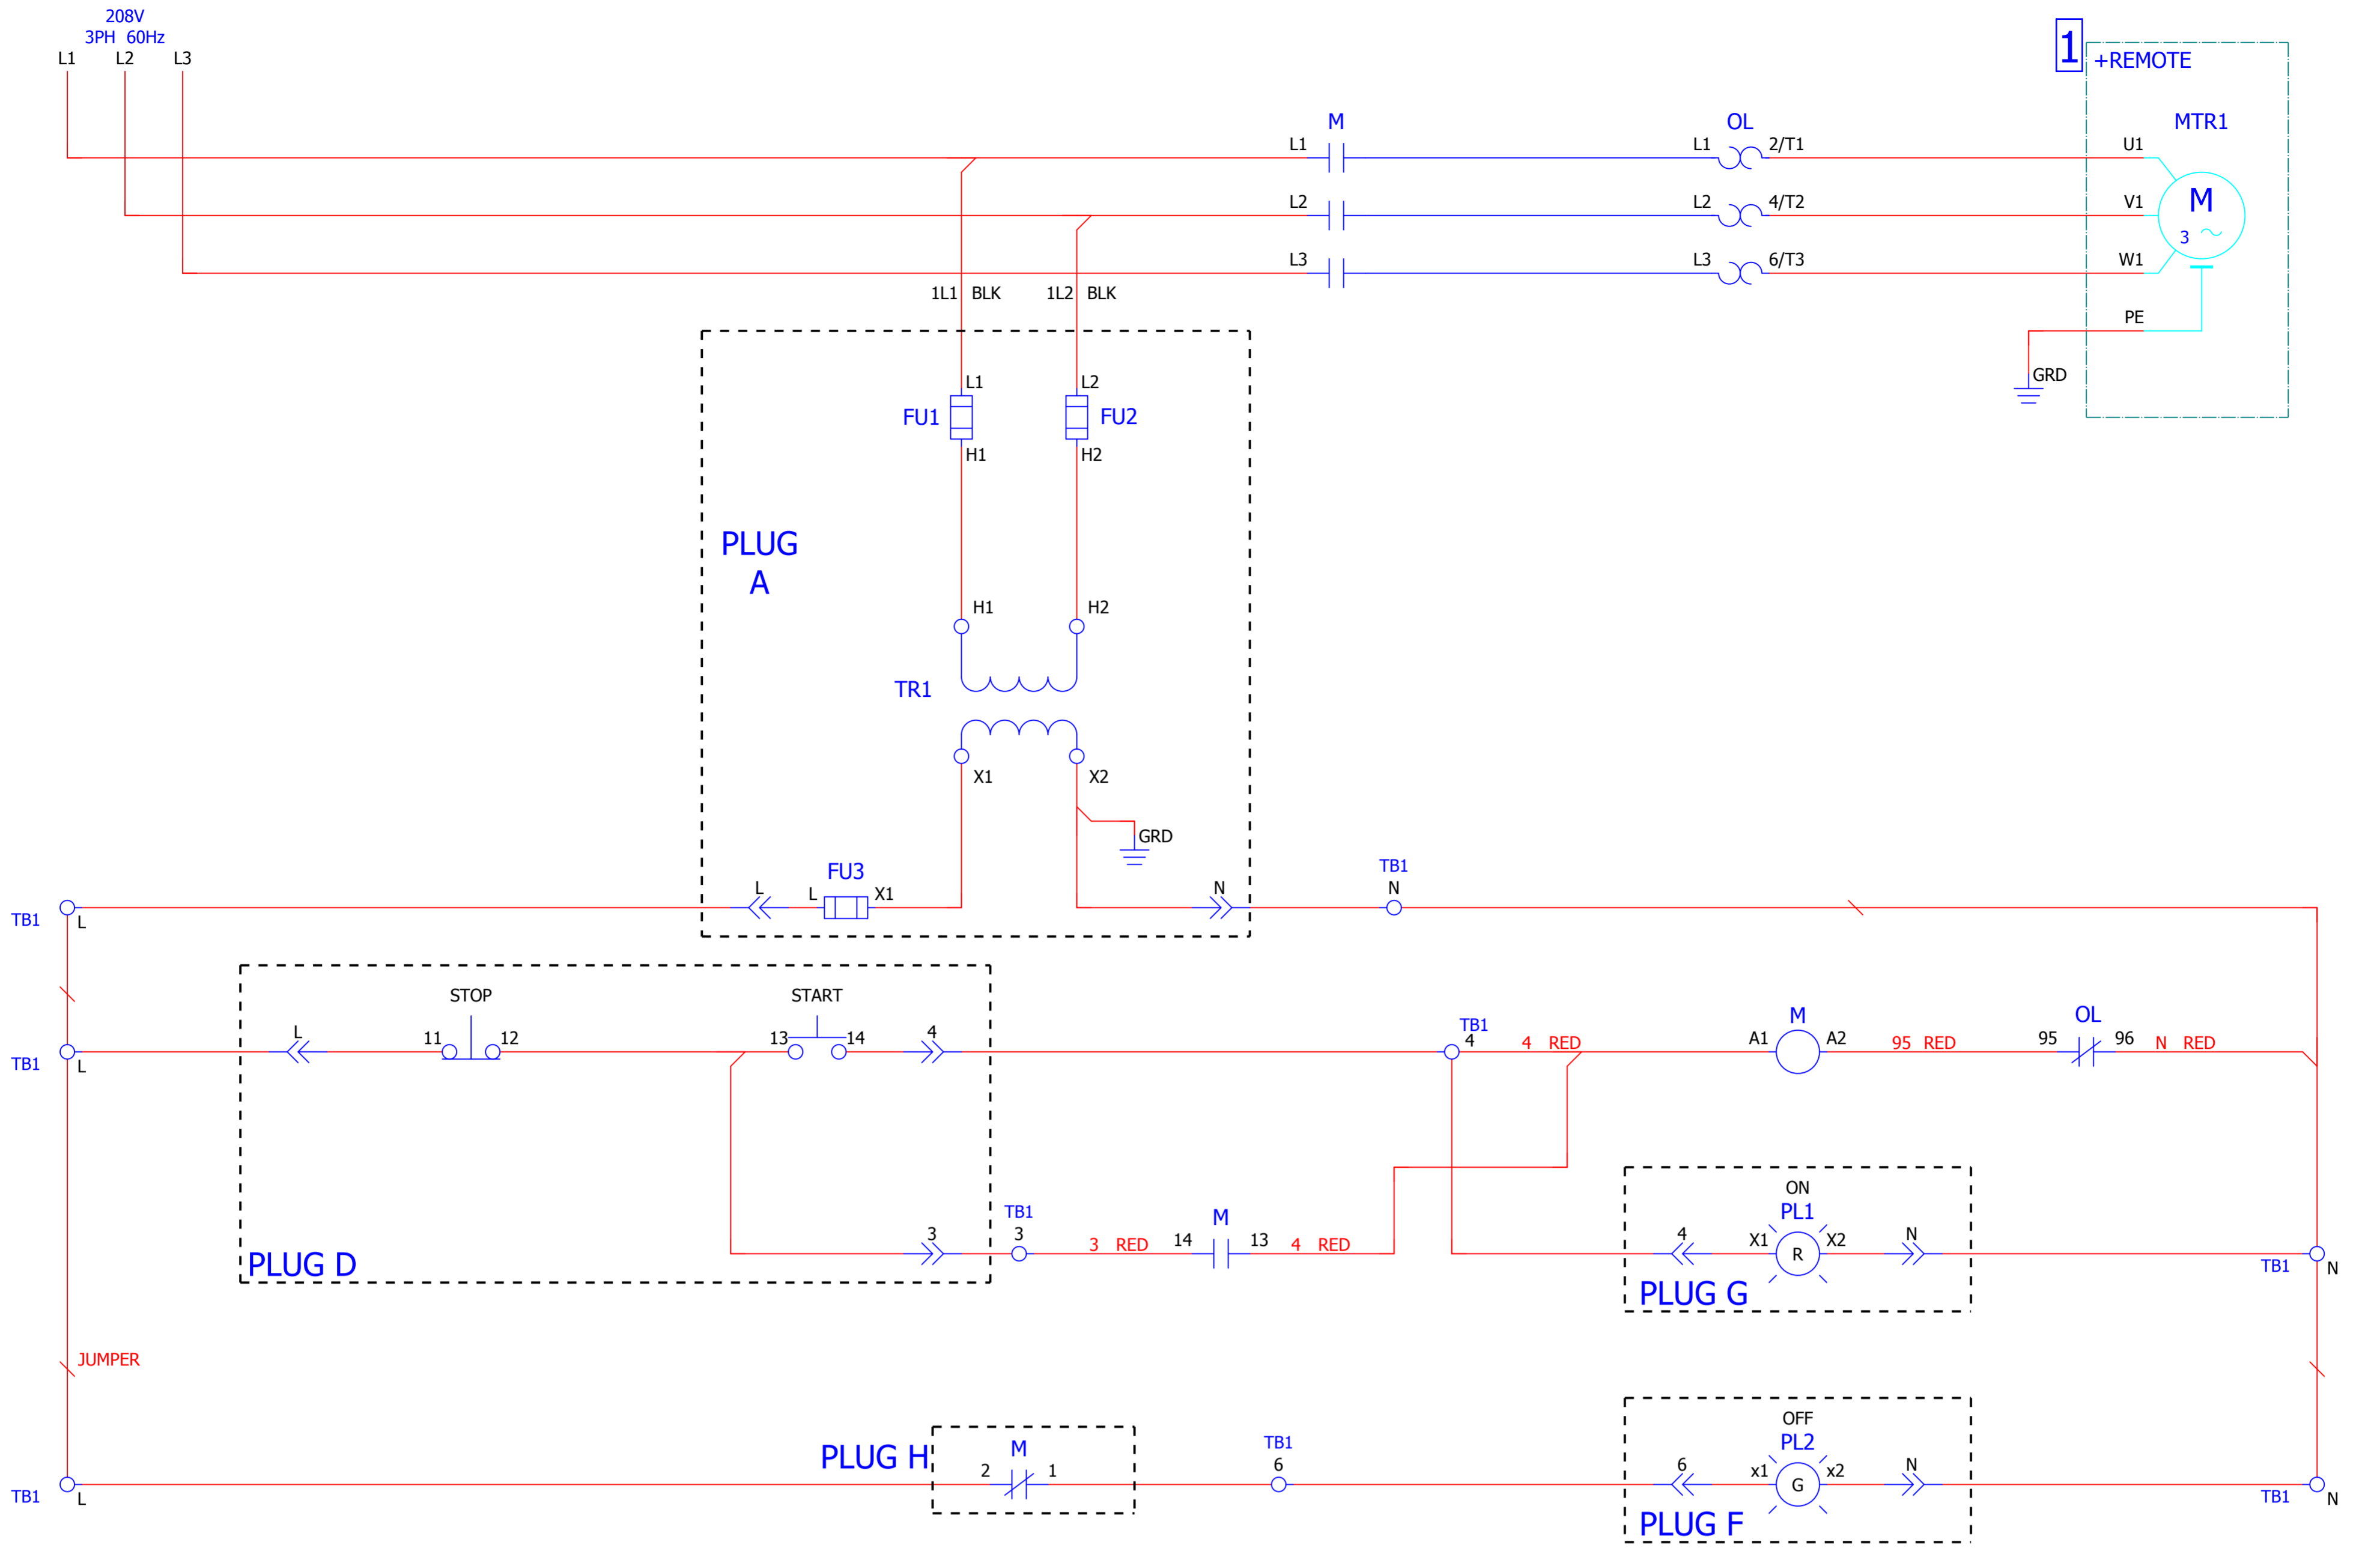 208V
3PH 60Hz
L1 L2 L3
1 +REMOTE
M OL MTR1
L1 L1 2/T1 U1
L2 L2 4/T2 V1
M
3
L3 L3 6/T3 W1
1L1 BLK 1L2 BLK
PE
GRD
L1 L2
FU1 FU2
H1 H2
PLUG
A
H1 H2
TR1
X1 X2
GRD
FU3
TB1
L L X1 N N
TB1 L
STOP START
TB1 M OL
L 11 12 13 14 4 4 4 RED A1 A2 95 RED 95 96 N RED
TB1 L
ON
PL1
TB1 M
3 3 3 RED 14 13 4 RED 4 X1 R X2 N
PLUG D
TB1 N
PLUG G
JUMPER
OFF
PL2
PLUG H M TB1
2 1 6 6 x1 G x2 N
TB1 L
TB1 N
PLUG F